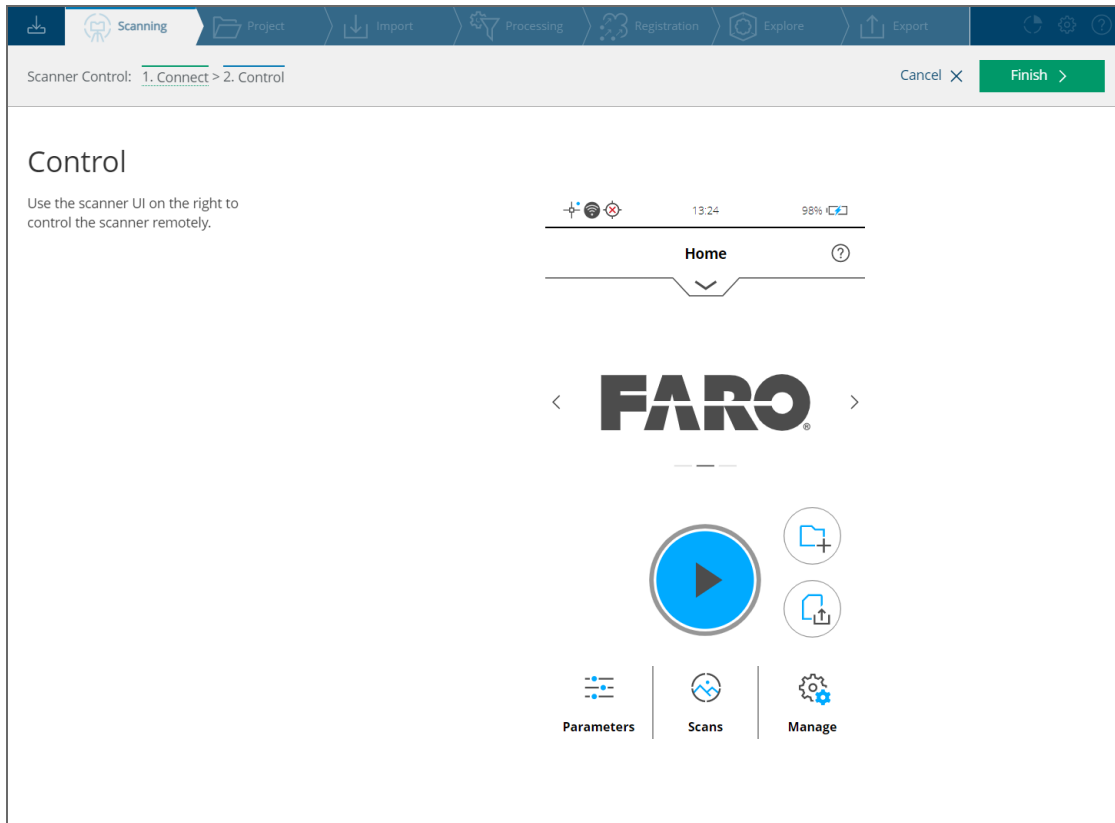 Scanning
Project
Import
Processing
Registration
Explore
Export
Scanner Control: 1. Connect > 2. Control
Cancel
Finish
Control
Use the scanner UI on the right to
control the scanner remotely.
13:24
98%
Home
FARO®
Parameters
Scans
Manage